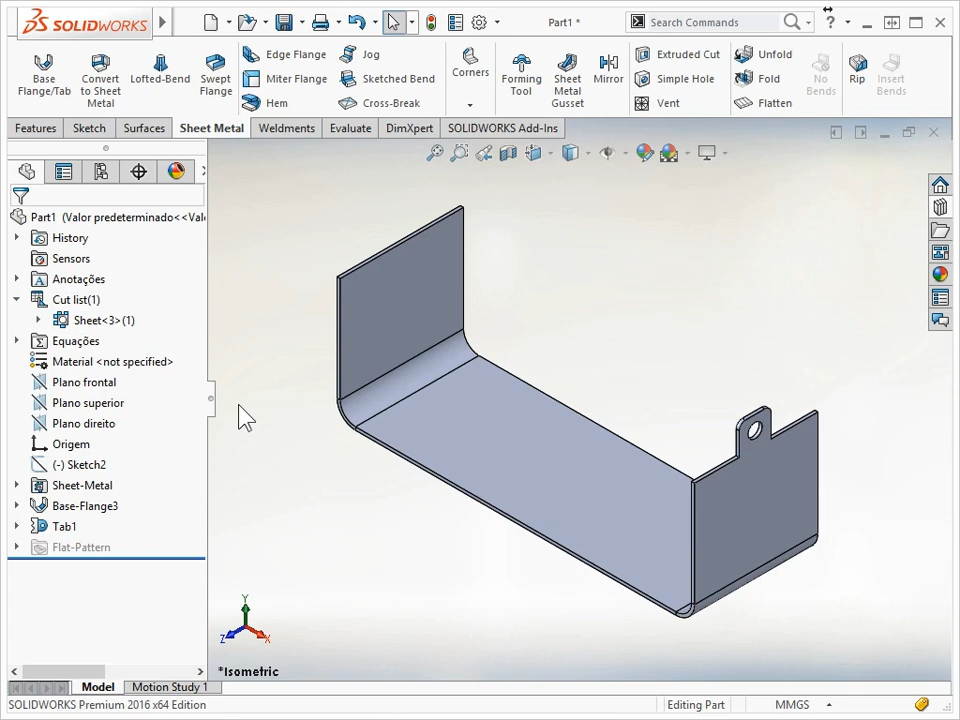 SOLIDWORKS
Part1 *
Search Commands
?
Base Flange/Tab
Convert to Sheet Metal
Lofted-Bend
Swept Flange
Edge Flange
Miter Flange
Hem
Jog
Sketched Bend
Cross-Break
Corners
Forming Tool
Sheet Metal Gusset
Mirror
Extruded Cut
Simple Hole
Vent
Unfold
Fold
Flatten
No Bends
Rip
Insert Bends
Features
Sketch
Surfaces
Sheet Metal
Weldments
Evaluate
DimXpert
SOLIDWORKS Add-Ins
Part1 (Valor predeterminado<<Valo
History
Sensors
Anotações
Cut list(1)
Sheet<3>(1)
Equações
Material <not specified>
Plano frontal
Plano superior
Plano direito
Origem
(-) Sketch2
Sheet-Metal
Base-Flange3
Tab1
Flat-Pattern
Y
Z
X
*Isometric
Model
Motion Study 1
SOLIDWORKS Premium 2016 x64 Edition
Editing Part
MMGS